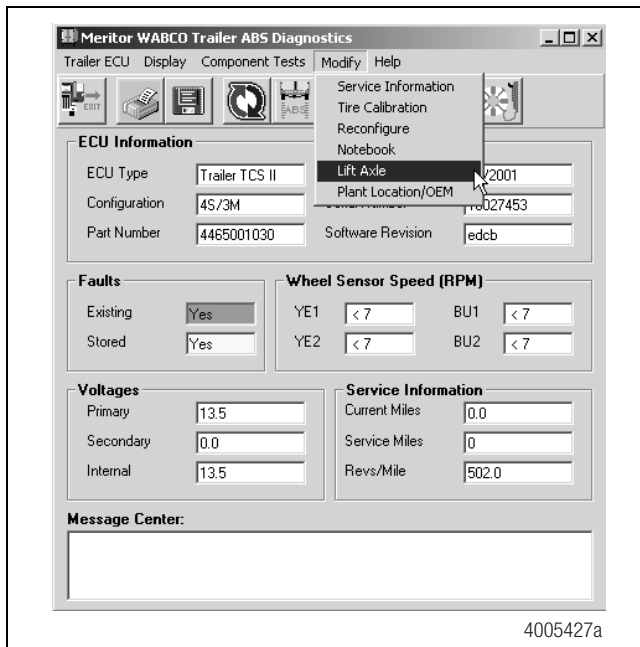 Meritor WABCO Trailer ABS Diagnostics
Trailer ECU Display Component Tests Modify Help
EXIT ABS
Service Information
Tire Calibration
Reconfigure
Notebook
Lift Axle
Plant Location/OEM
ECU Information
ECU Type Trailer TCS II /2001
Configuration 4S/3M 27453
Part Number 4465001030 Software Revision edcb
Faults Wheel Sensor Speed (RPM)
Existing Yes YE1 < 7 BU1 < 7
Stored Yes YE2 < 7 BU2 < 7
Voltages Service Information
Primary 13.5 Current Miles 0.0
Secondary 0.0 Service Miles 0
Internal 13.5 Revs/Mile 502.0
Message Center:
4005427a